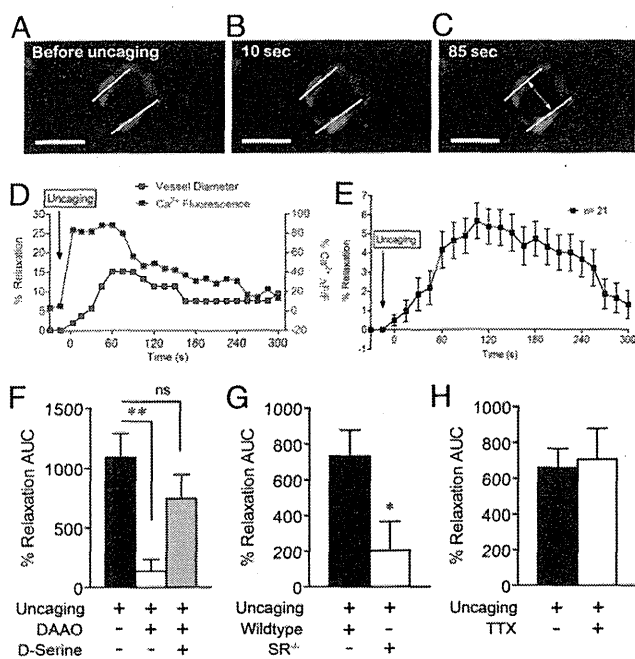 A B C
Before uncaging 10 sec 85 sec
D
Vessel Diameter
Ca²⁺ Fluorescence
Uncaging
% Relaxation
30
25
20
15
10
5
0
100
80
60
40
20
0
-20
% Ca²⁺ ΔF/F
0 60 120 180 240 300
Time (s)
E
n= 21
Uncaging
% Relaxation
7
6
5
4
3
2
1
0
-1
0 60 120 180 240 300
Time (s)
F
ns
**
% Relaxation AUC
1500
1000
500
0
Uncaging + + +
DAAO - + +
D-Serine - - +
G
% Relaxation AUC
800
600
400
200
0
*
Uncaging + +
Wildtype + -
SR-/- - +
H
% Relaxation AUC
1000
800
600
400
200
0
Uncaging + +
TTX - +